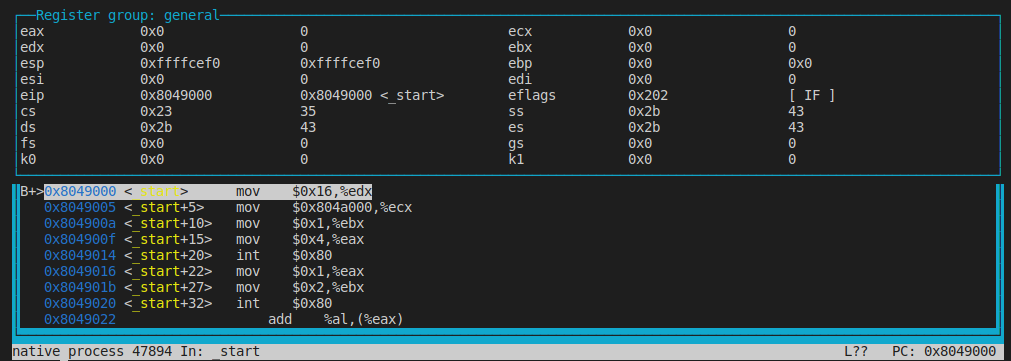 Register group: general
eax 0x0 0 ecx 0x0 0
edx 0x0 0 ebx 0x0 0
esp 0xffffcef0 0xffffcef0 ebp 0x0 0x0
esi 0x0 0 edi 0x0 0
eip 0x8049000 0x8049000 <_start> eflags 0x202 [ IF ]
cs 0x23 35 ss 0x2b 43
ds 0x2b 43 es 0x2b 43
fs 0x0 0 gs 0x0 0
k0 0x0 0 k1 0x0 0
B+>0x8049000 <_start> mov $0x16,%edx
0x8049005 <_start+5> mov $0x804a000,%ecx
0x804900a <_start+10> mov $0x1,%ebx
0x804900f <_start+15> mov $0x4,%eax
0x8049014 <_start+20> int $0x80
0x8049016 <_start+22> mov $0x1,%eax
0x804901b <_start+27> mov $0x2,%ebx
0x8049020 <_start+32> int $0x80
0x8049022 add %al,(%eax)
native process 47894 In: _start L?? PC: 0x8049000